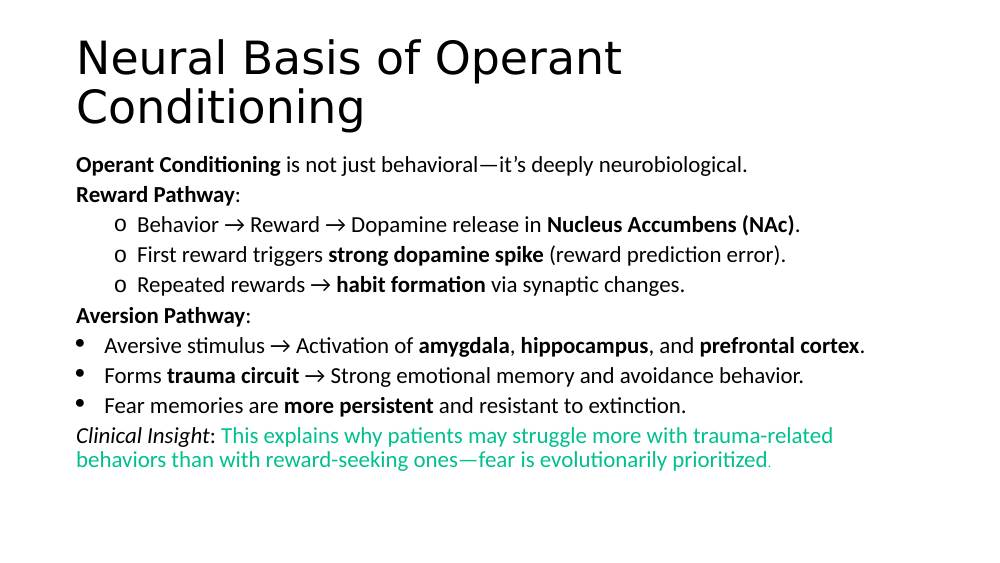 Neural Basis of Operant
Conditioning
Operant Conditioning is not just behavioral—it’s deeply neurobiological.
Reward Pathway:
o Behavior → Reward → Dopamine release in Nucleus Accumbens (NAc).
o First reward triggers strong dopamine spike (reward prediction error).
o Repeated rewards → habit formation via synaptic changes.
Aversion Pathway:
• Aversive stimulus → Activation of amygdala, hippocampus, and prefrontal cortex.
• Forms trauma circuit → Strong emotional memory and avoidance behavior.
• Fear memories are more persistent and resistant to extinction.
Clinical Insight: This explains why patients may struggle more with trauma-related
behaviors than with reward-seeking ones—fear is evolutionarily prioritized.